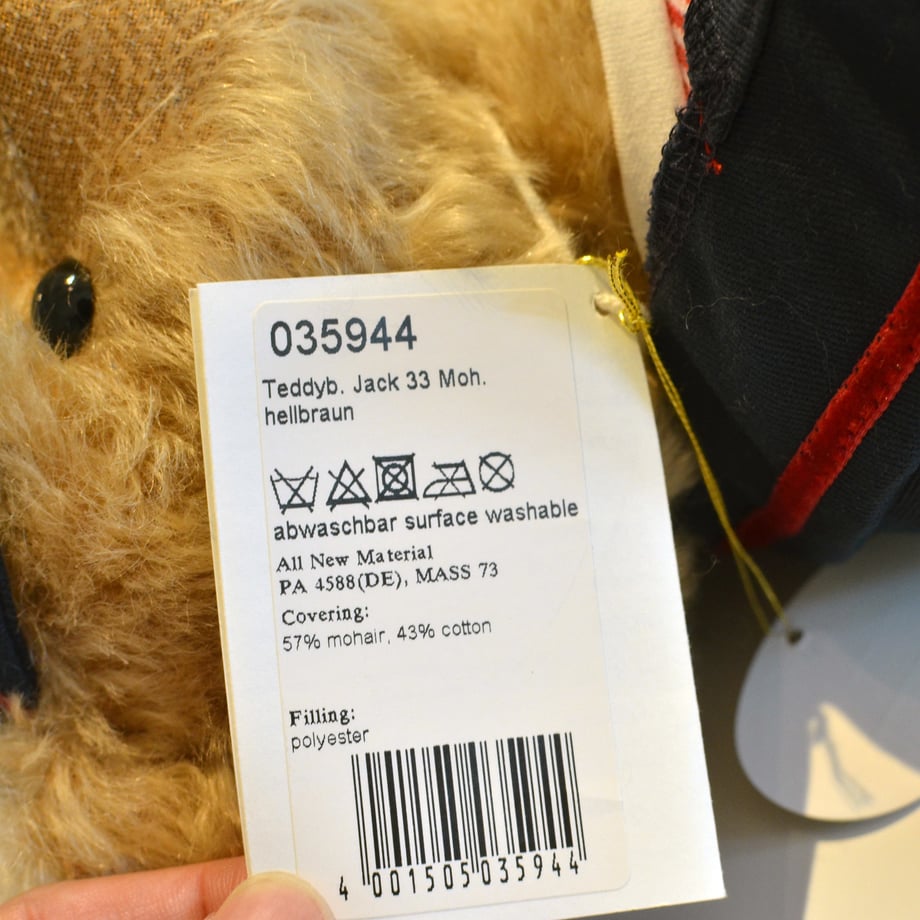 035944
Teddyb. Jack 33 Moh.
hellbraun
abwaschbar surface washable
All New Material
PA 4588(DE), MASS 73
Covering:
57% mohair, 43% cotton
Filling:
polyester
4 001505 035944